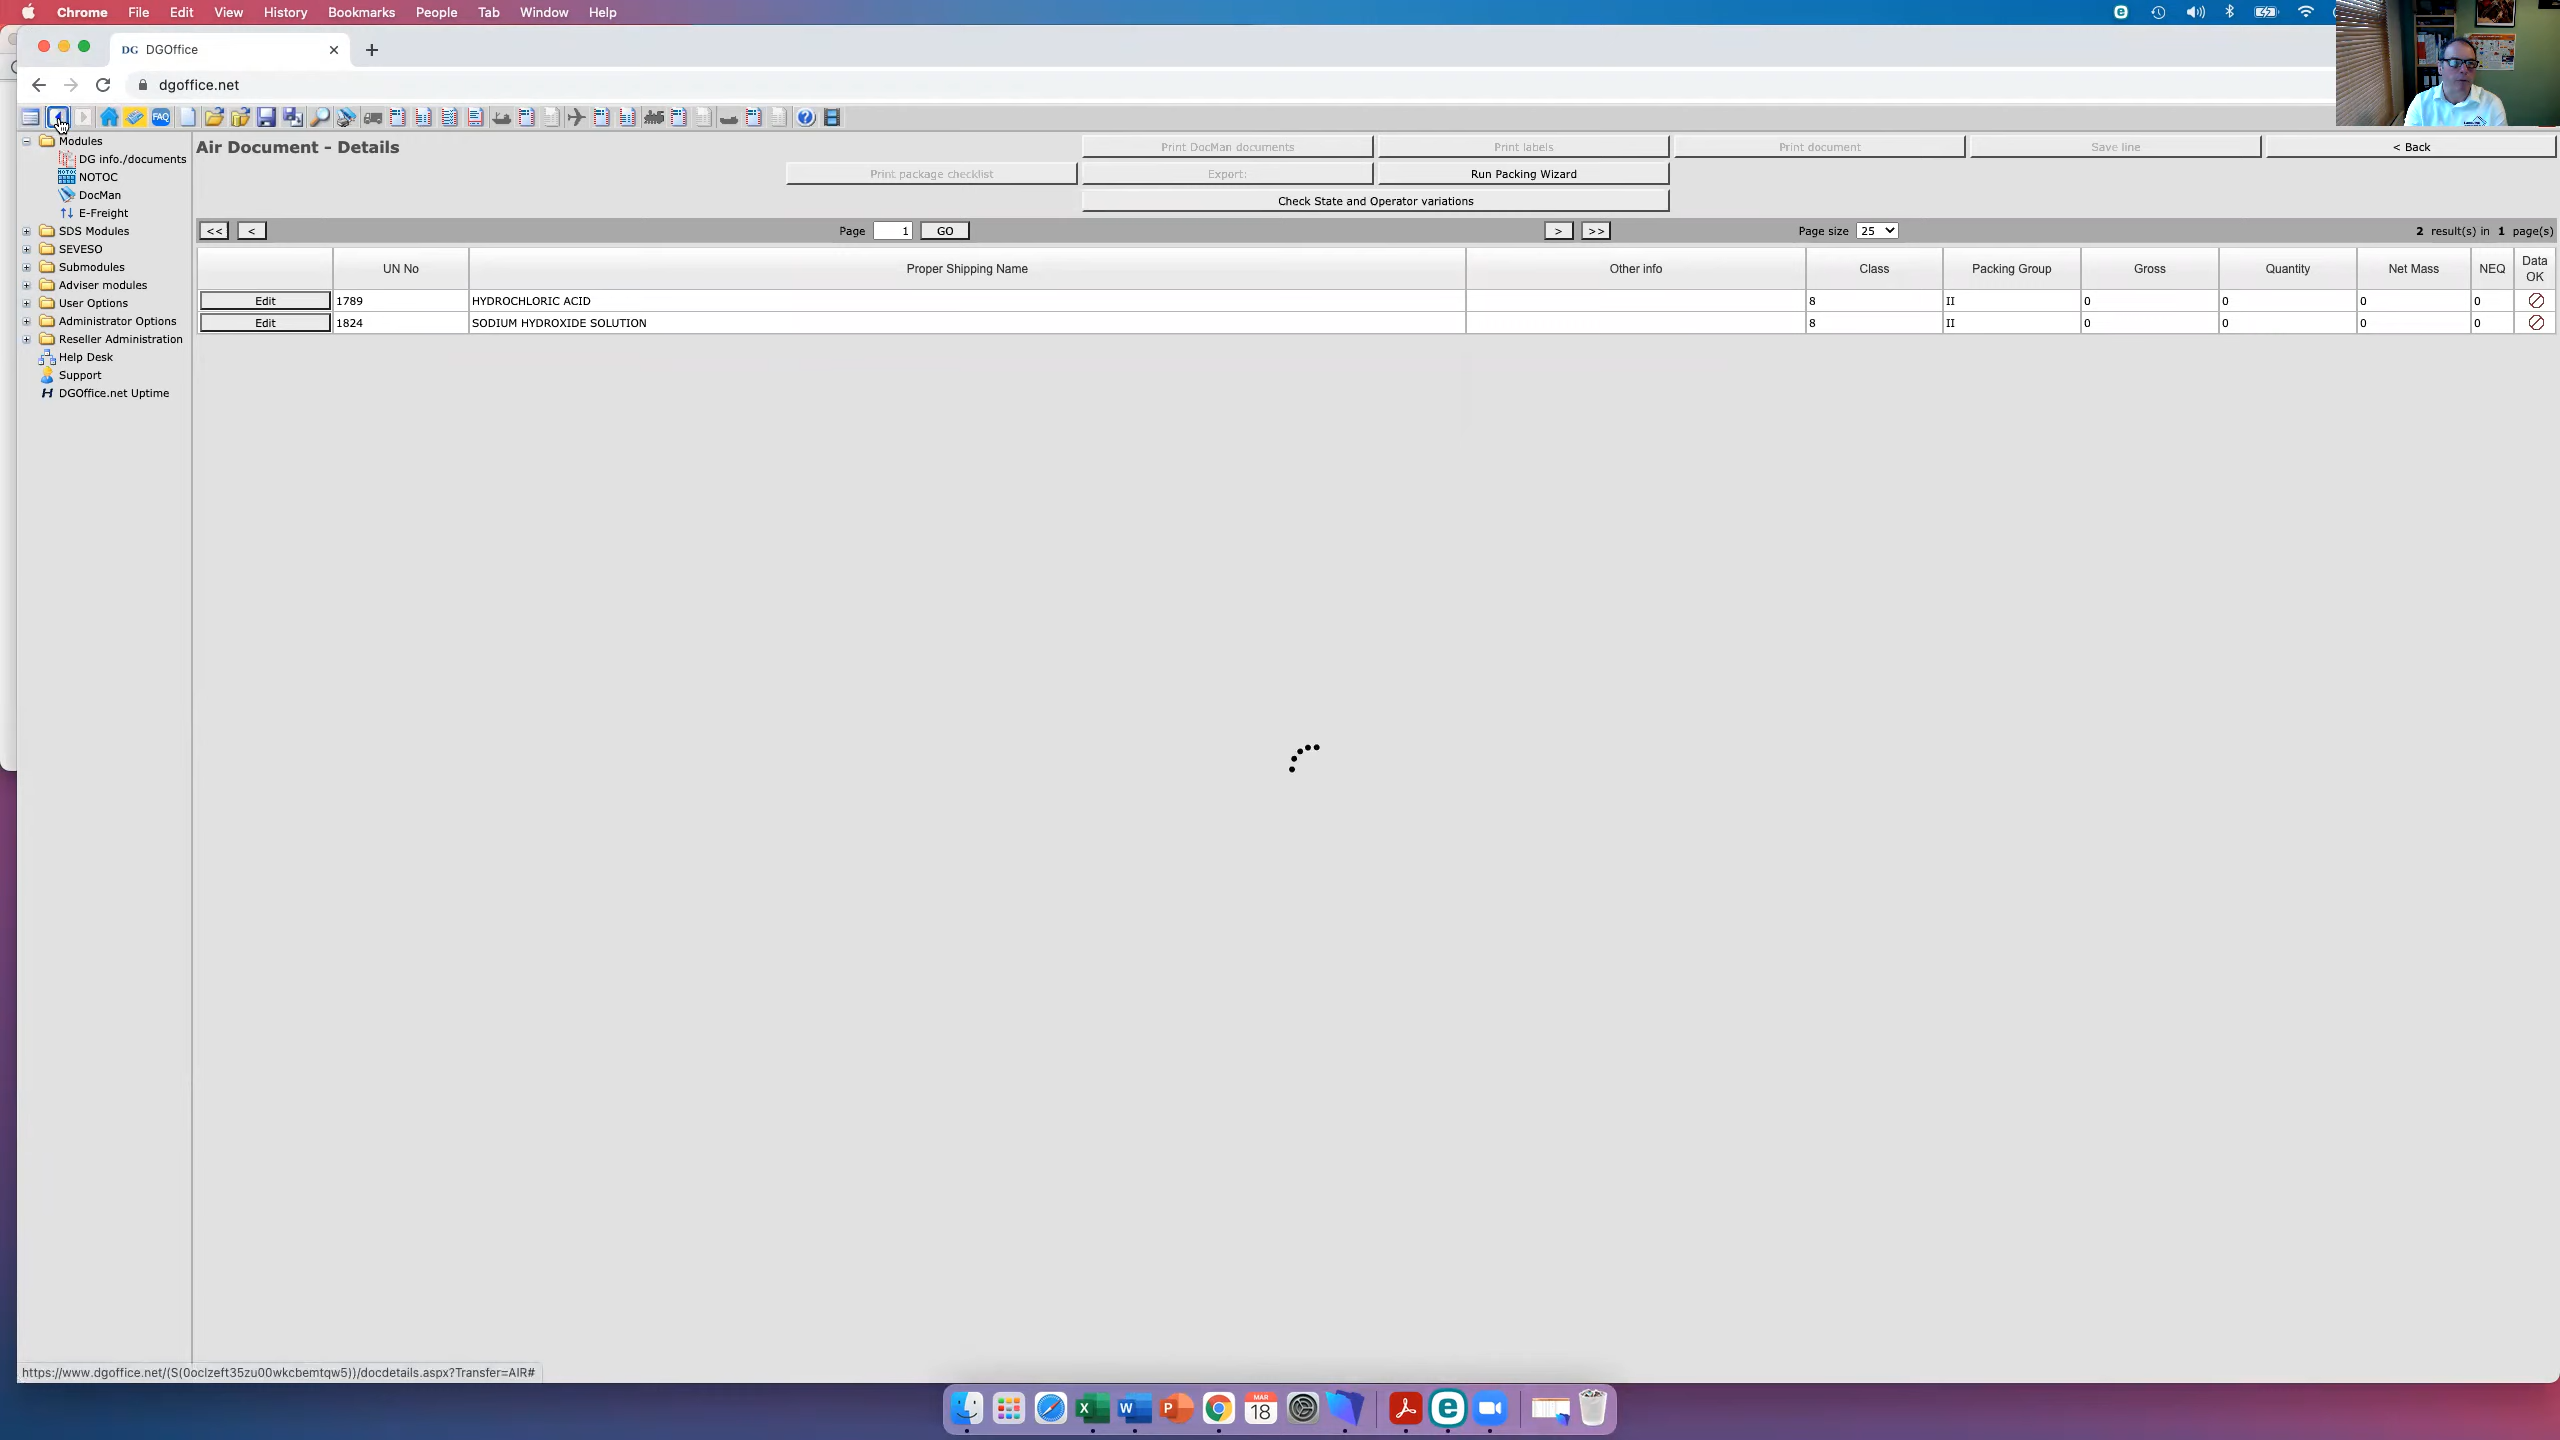 Chrome File Edit View History Bookmarks People Tab Window Help
DG DGOffice
dgoffice.net
FAQ
Modules
DG info./documents
NOTOC
DocMan
E-Freight
SDS Modules
SEVESO
Submodules
Adviser modules
User Options
Administrator Options
Reseller Administration
Help Desk
Support
DGOffice.net Uptime
Air Document - Details
Print DocMan documents Print labels Print document Save line < Back
Print package checklist Export: Run Packing Wizard
Check State and Operator variations
<< < Page 1 GO > >> Page size 25 2 result(s) in 1 page(s)
UN No Proper Shipping Name Other info Class Packing Group Gross Quantity Net Mass NEQ Data OK
Edit 1789 HYDROCHLORIC ACID 8 II 0 0 0 0
Edit 1824 SODIUM HYDROXIDE SOLUTION 8 II 0 0 0 0
https://www.dgoffice.net/(S(0oclzeft35zu00wkcbemtqw5))/docdetails.aspx?Transfer=AIR#
MAR
18